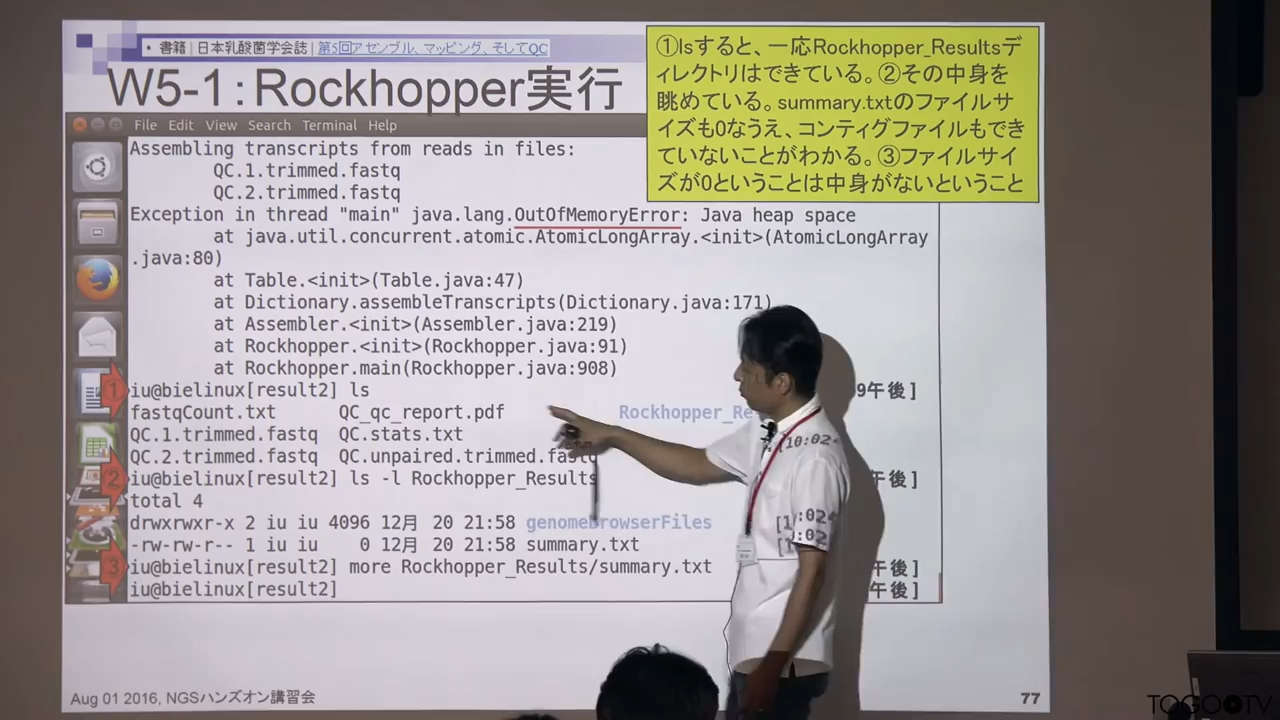 • 書籍 | 日本乳酸菌学会誌 | 第5回アセンブル、マッピング、そしてQC
W5-1：Rockhopper実行
①lsすると、一応Rockhopper_Resultsデ
ィレクトリはできている。②その中身を
眺めている。summary.txtのファイルサ
イズも0なうえ、コンティグファイルもでき
ていないことがわかる。③ファイルサイ
ズが0ということは中身がないということ
File Edit View Search Terminal Help
Assembling transcripts from reads in files:
QC.1.trimmed.fastq
QC.2.trimmed.fastq
Exception in thread "main" java.lang.OutOfMemoryError: Java heap space
at java.util.concurrent.atomic.AtomicLongArray.<init>(AtomicLongArray
.java:80)
at Table.<init>(Table.java:47)
at Dictionary.assembleTranscripts(Dictionary.java:171)
at Assembler.<init>(Assembler.java:219)
at Rockhopper.<init>(Rockhopper.java:91)
at Rockhopper.main(Rockhopper.java:908)
① iu@bielinux[result2] ls 9午後]
fastqCount.txt QC_qc_report.pdf Rockhopper_Re
QC.1.trimmed.fastq QC.stats.txt [10:02
QC.2.trimmed.fastq QC.unpaired.trimmed.fastq
② iu@bielinux[result2] ls -l Rockhopper_Results 午後]
total 4
drwxrwxr-x 2 iu iu 4096 12月 20 21:58 genomeBrowserFiles
-rw-rw-r-- 1 iu iu 0 12月 20 21:58 summary.txt
③ iu@bielinux[result2] more Rockhopper_Results/summary.txt 午後]
iu@bielinux[result2] 午後]
Aug 01 2016, NGSハンズオン講習会
77
TOGOTV